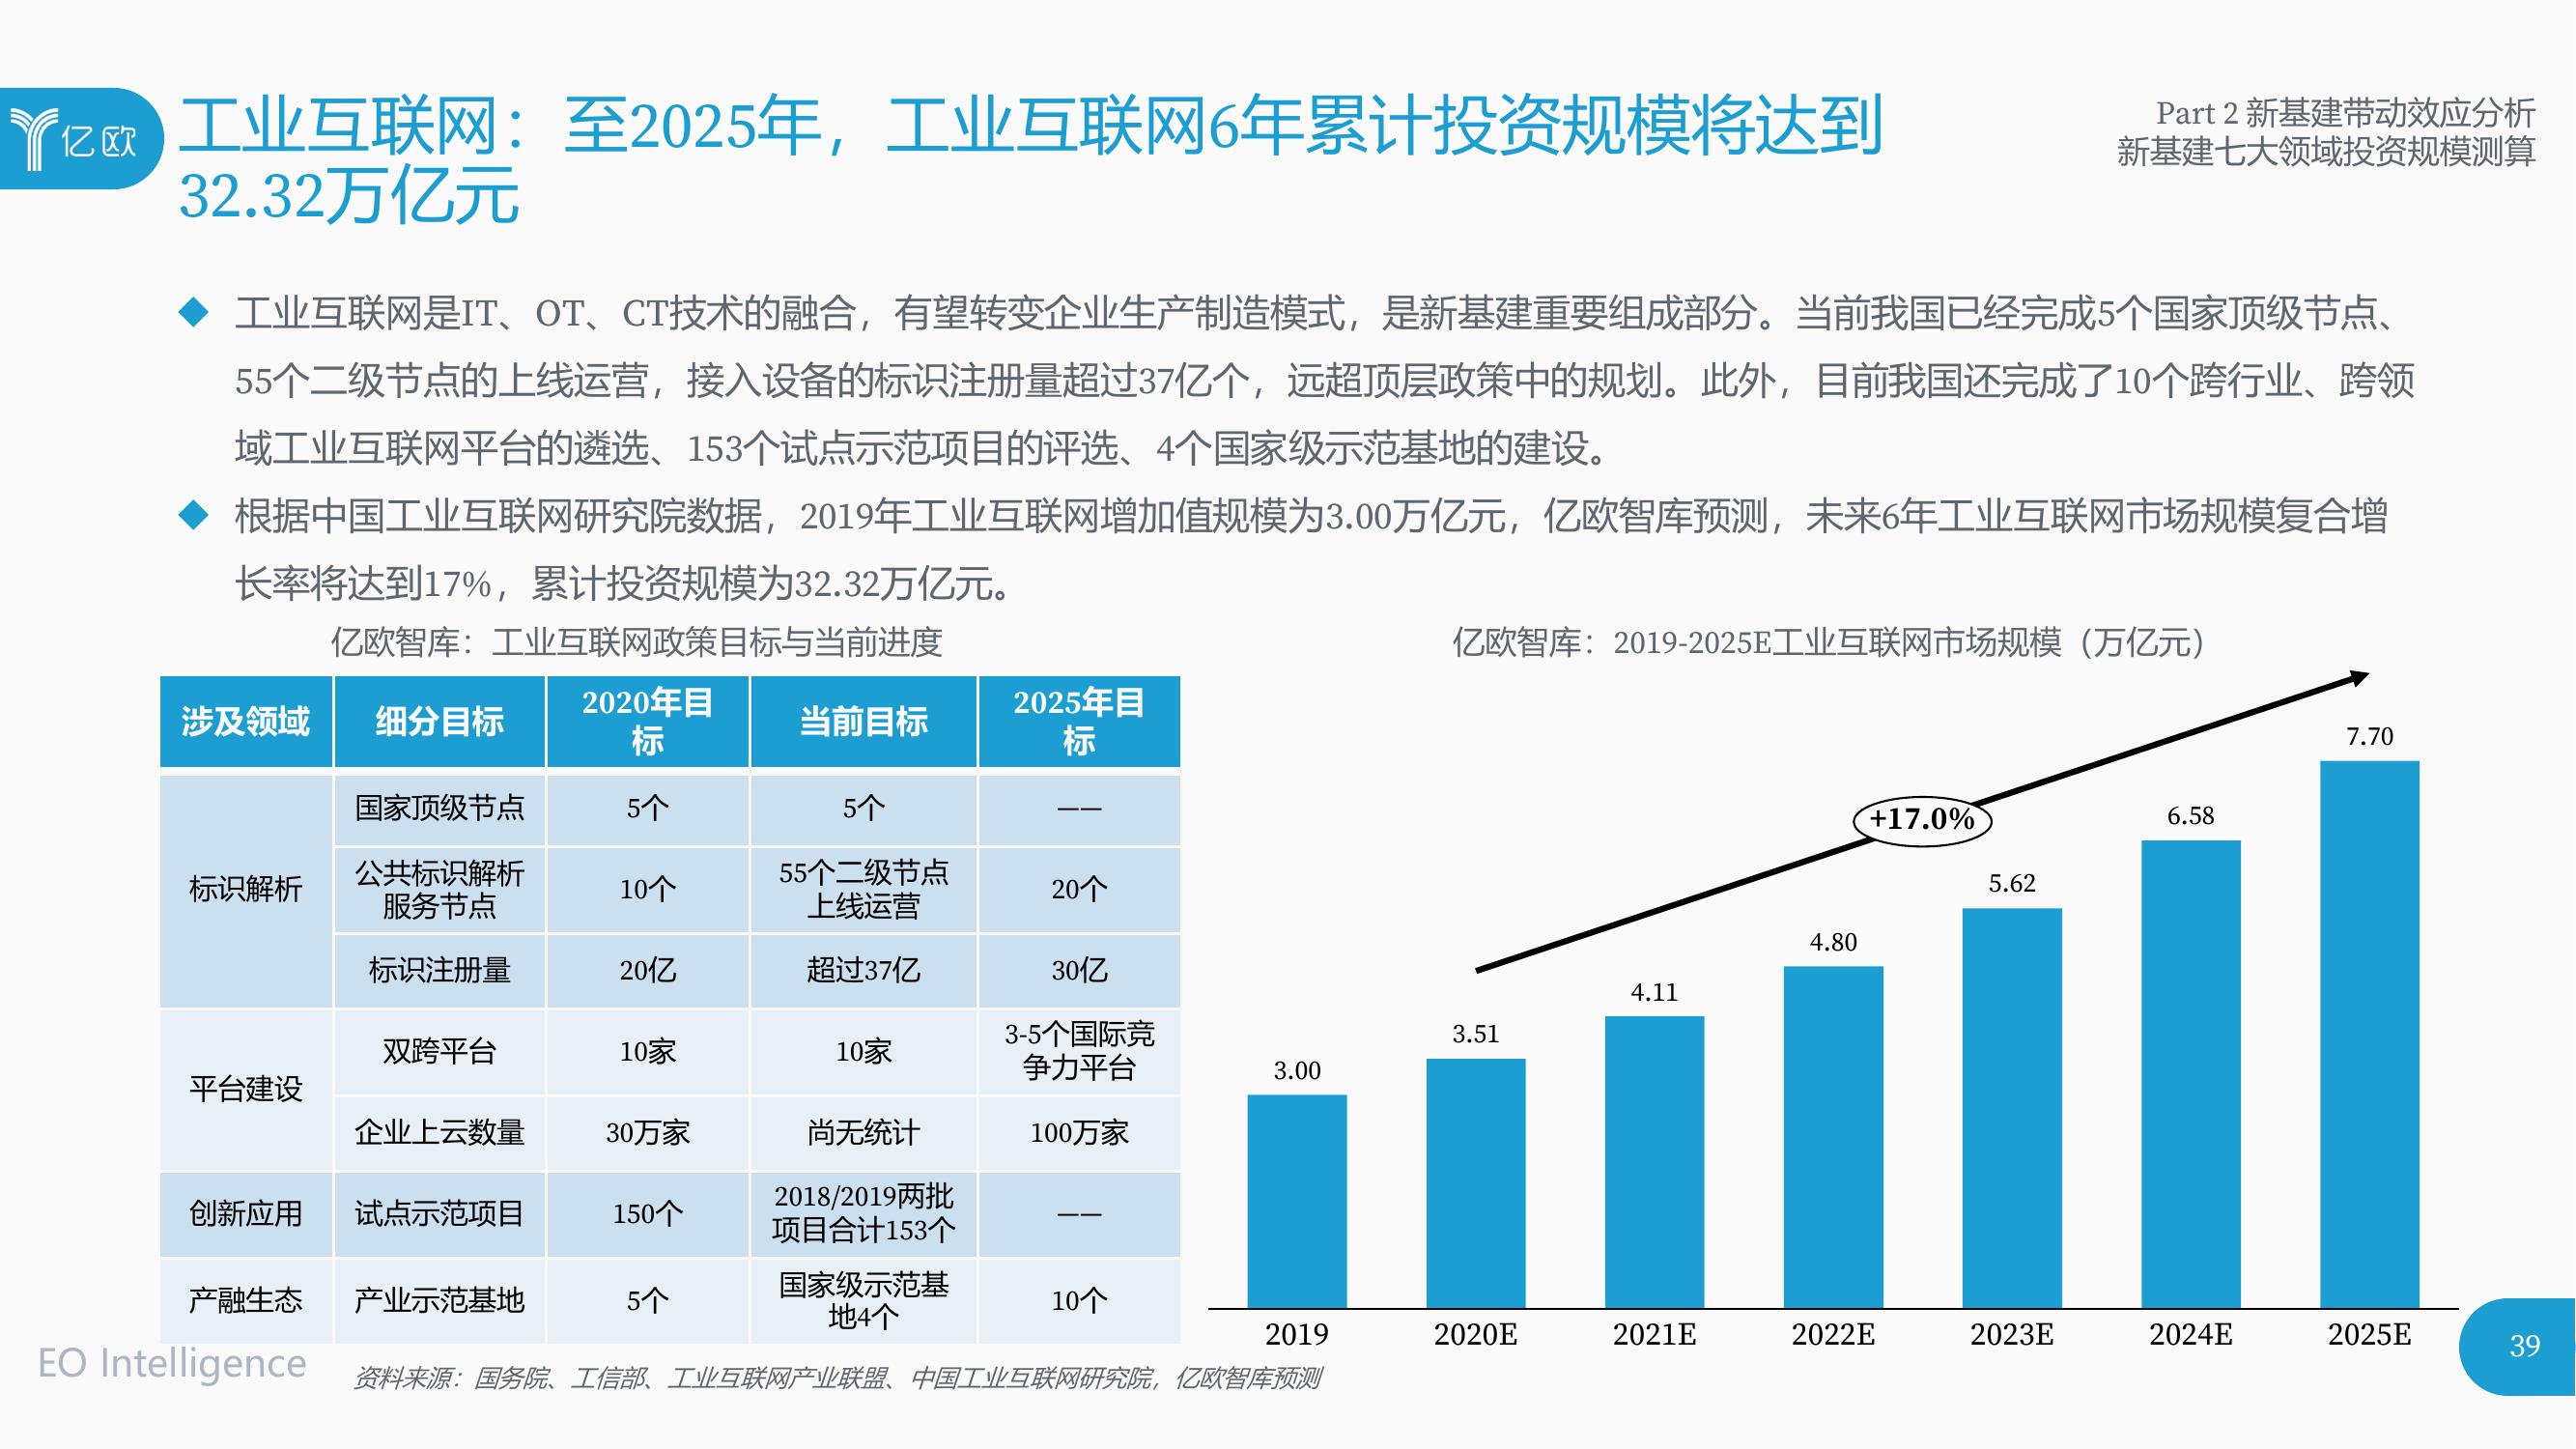 亿欧
工业互联网：至2025年，工业互联网6年累计投资规模将达到
32.32万亿元
Part 2 新基建带动效应分析
新基建七大领域投资规模测算
◆ 工业互联网是IT、OT、CT技术的融合，有望转变企业生产制造模式，是新基建重要组成部分。当前我国已经完成5个国家顶级节点、
55个二级节点的上线运营，接入设备的标识注册量超过37亿个，远超顶层政策中的规划。此外，目前我国还完成了10个跨行业、跨领
域工业互联网平台的遴选、153个试点示范项目的评选、4个国家级示范基地的建设。
◆ 根据中国工业互联网研究院数据，2019年工业互联网增加值规模为3.00万亿元，亿欧智库预测，未来6年工业互联网市场规模复合增
长率将达到17%，累计投资规模为32.32万亿元。
亿欧智库：工业互联网政策目标与当前进度
涉及领域 细分目标 2020年目
标 当前目标 2025年目
标
标识解析
国家顶级节点 5个 5个 ——
公共标识解析
服务节点 10个 55个二级节点
上线运营 20个
标识注册量 20亿 超过37亿 30亿
平台建设
双跨平台 10家 10家 3-5个国际竞
争力平台
企业上云数量 30万家 尚无统计 100万家
创新应用 试点示范项目 150个 2018/2019两批
项目合计153个 ——
产融生态 产业示范基地 5个 国家级示范基
地4个 10个
亿欧智库：2019-2025E工业互联网市场规模（万亿元）
+17.0%
3.00 3.51 4.11 4.80 5.62 6.58 7.70
2019 2020E 2021E 2022E 2023E 2024E 2025E
EO Intelligence
资料来源：国务院、工信部、工业互联网产业联盟、中国工业互联网研究院，亿欧智库预测
39